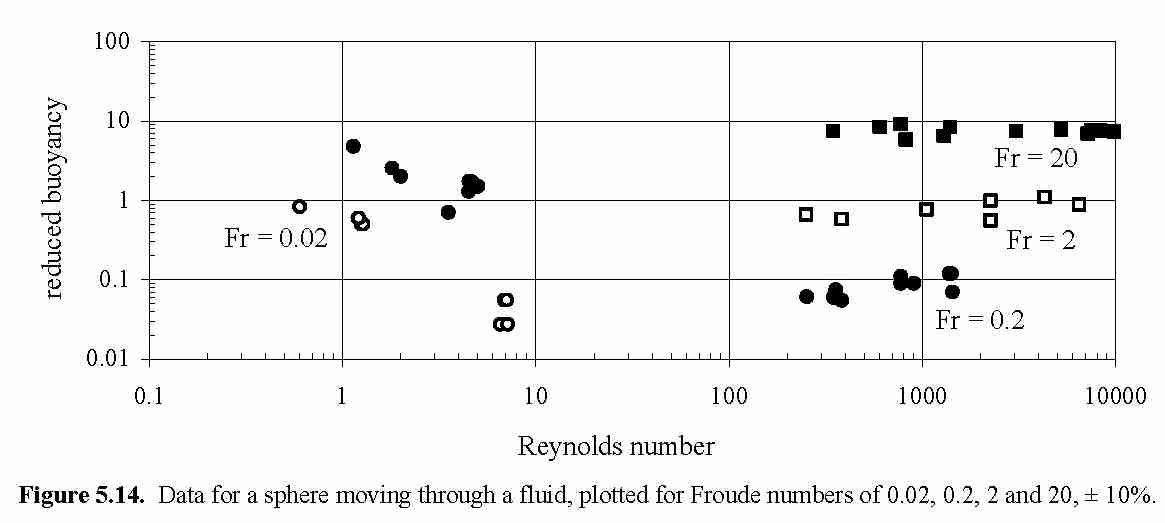 100
10
1
0.1
0.01
reduced buoyancy
Fr = 20
Fr = 0.02
Fr = 2
Fr = 0.2
0.1 1 10 100 1000 10000
Reynolds number
Figure 5.14. Data for a sphere moving through a fluid, plotted for Froude numbers of 0.02, 0.2, 2 and 20, ± 10%.